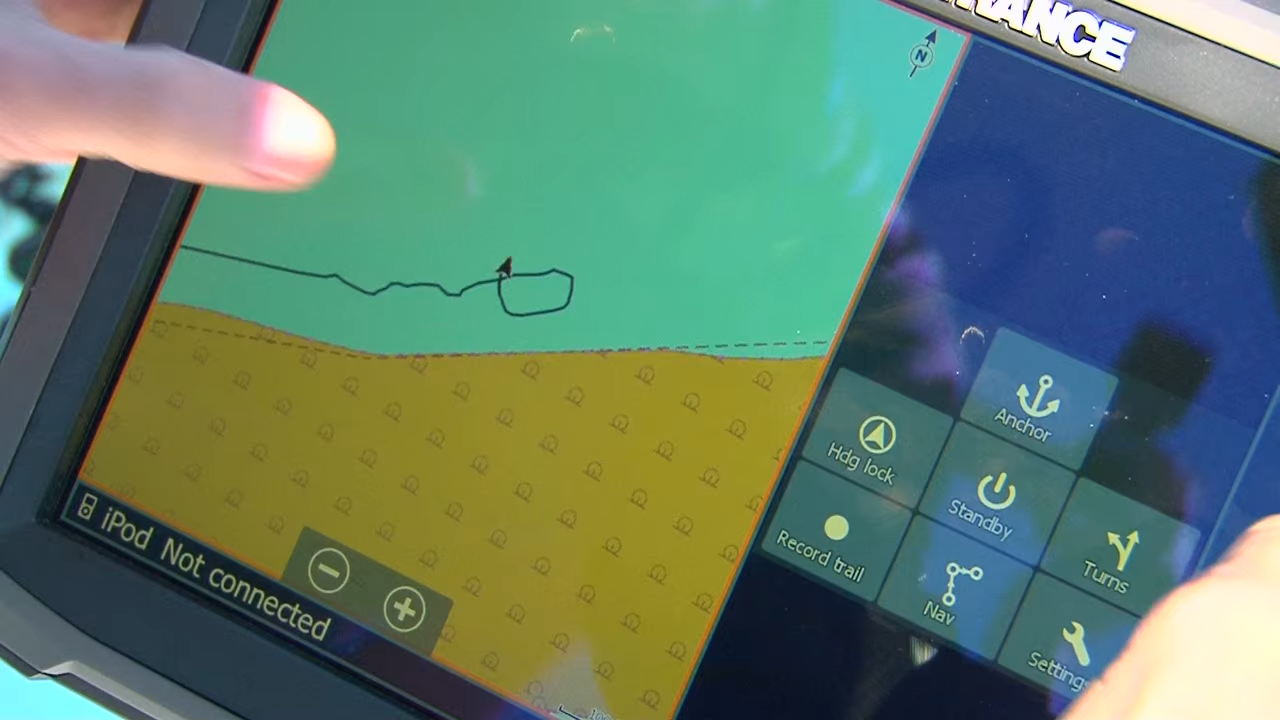 RANCE
N
Anchor
Hdg lock
Standby
Turns
Record trail
Nav
Settings
iPod Not connected